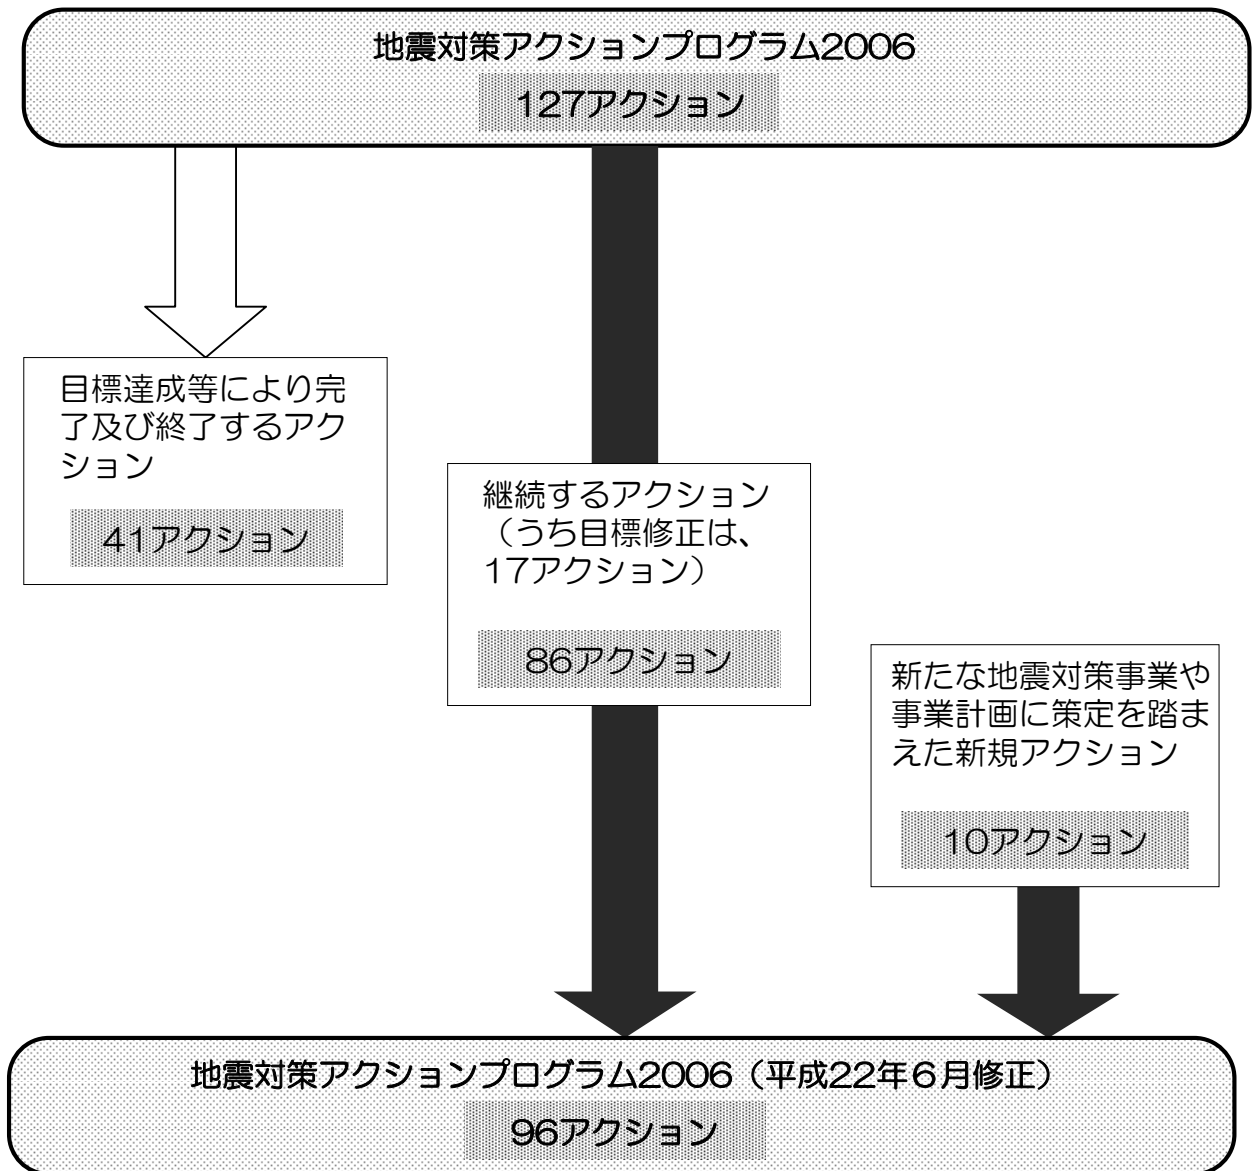 地震対策アクションプログラム2006
127アクション
目標達成等により完
了及び終了するアク
ション
41アクション
継続するアクション
（うち目標修正は、
17アクション）
86アクション
新たな地震対策事業や
事業計画に策定を踏ま
えた新規アクション
10アクション
地震対策アクションプログラム2006（平成22年６月修正）
96アクション